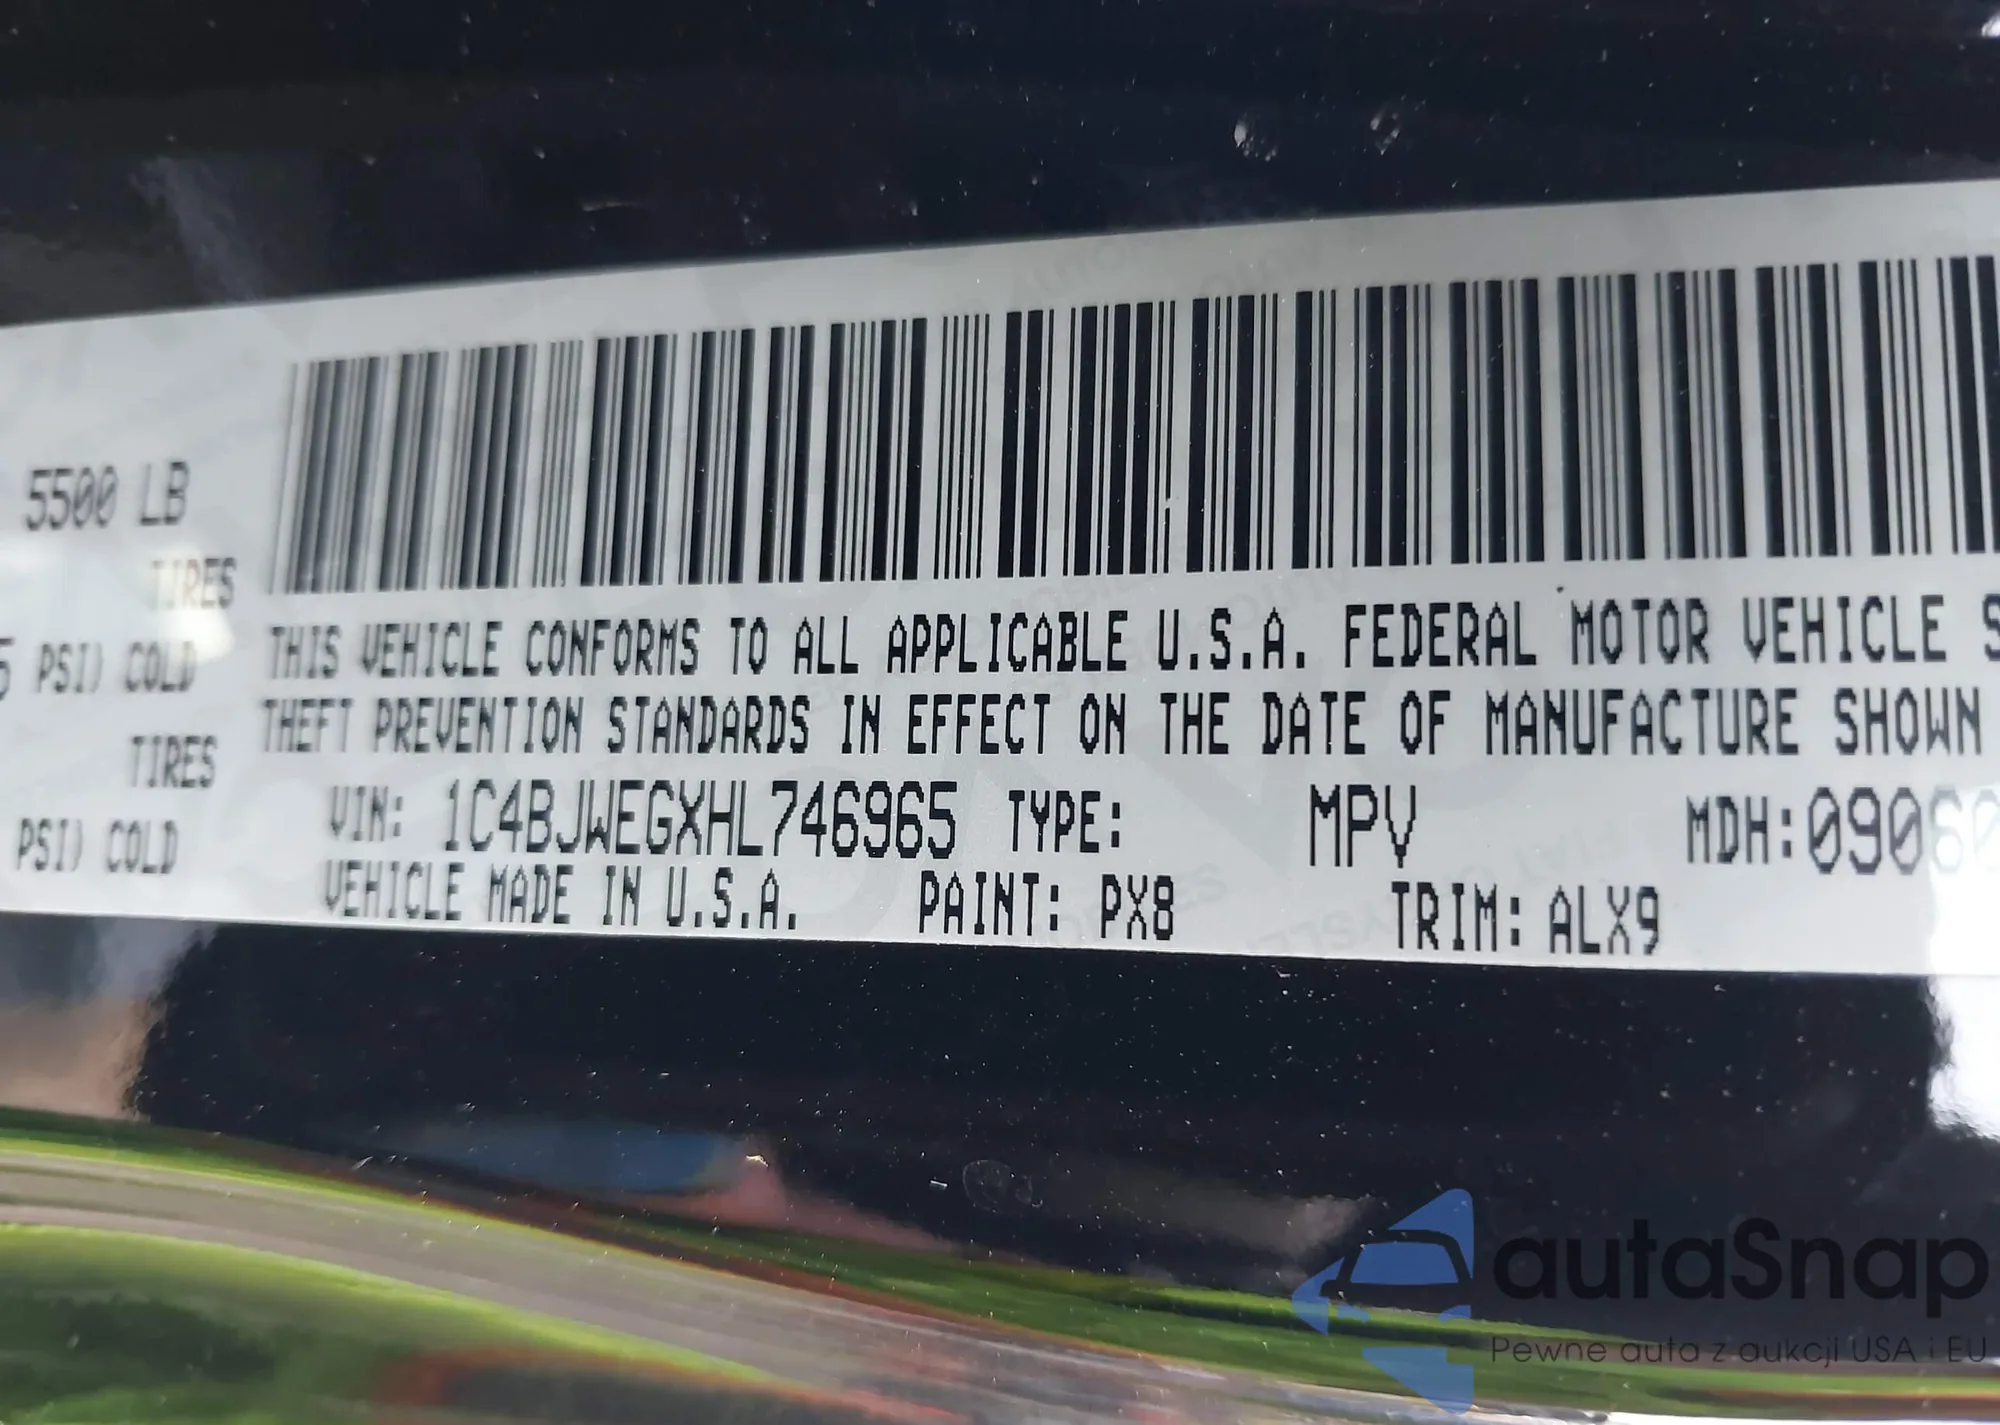 5500 LB
TIRES
5 PSI) COLD
TIRES
PSI) COLD
THIS VEHICLE CONFORMS TO ALL APPLICABLE U.S.A. FEDERAL MOTOR VEHICLE S
THEFT PREVENTION STANDARDS IN EFFECT ON THE DATE OF MANUFACTURE SHOWN
VIN: 1C4BJWEGXHL746965 TYPE: MPV MDH:09060
VEHICLE MADE IN U.S.A. PAINT: PX8 TRIM: ALX9
autaSnap
Pewne auta z aukcji USA i EU